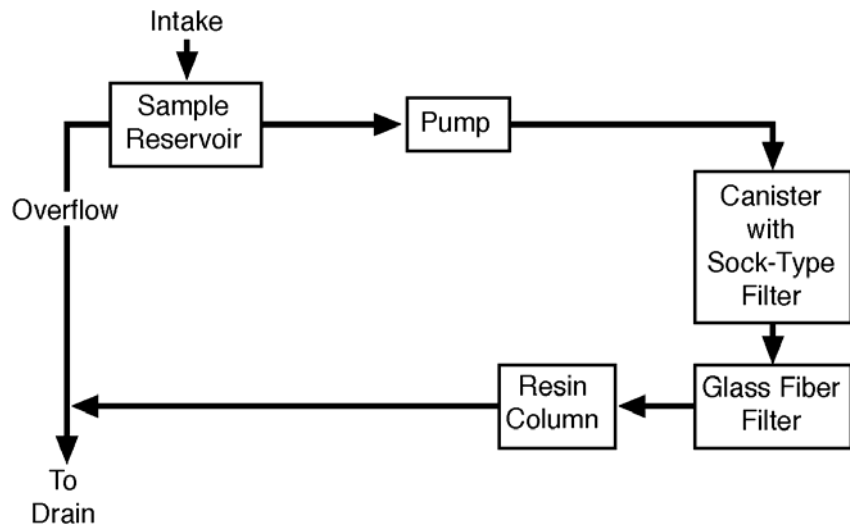 Intake
Sample
Reservoir
Pump
Overflow
Canister
with
Sock-Type
Filter
Resin
Column
Glass Fiber
Filter
To
Drain